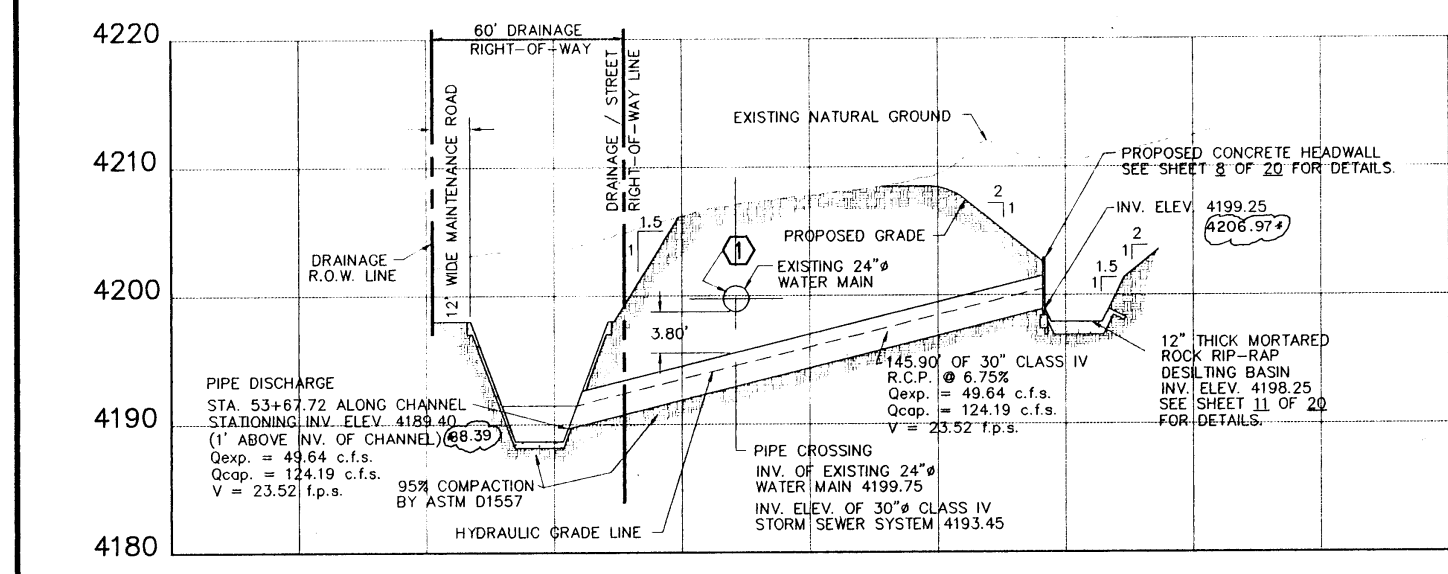 4220
4210
4200
4190
4180
60' DRAINAGE
RIGHT-OF-WAY
12' WIDE MAINTENANCE ROAD
DRAINAGE / STREET
RIGHT-OF-WAY LINE
DRAINAGE
R.O.W. LINE
1.5
1
1
EXISTING 24"ø
WATER MAIN
3.80'
EXISTING NATURAL GROUND
PROPOSED GRADE
2
1
PROPOSED CONCRETE HEADWALL
SEE SHEET 8 OF 20 FOR DETAILS.
INV. ELEV. 4199.25
4206.97
2
1
1.5
1
12" THICK MORTARED
ROCK RIP-RAP
DESILTING BASIN
INV. ELEV. 4198.25
SEE SHEET 11 OF 20
FOR DETAILS.
145.90' OF 30" CLASS IV
R.C.P. @ 6.75%
Qexp. = 49.64 c.f.s.
Qcap. = 124.19 c.f.s.
V = 23.52 f.p.s.
PIPE DISCHARGE
STA. 53+67.72 ALONG CHANNEL
STATIONING INV. ELEV. 4189.40
(1' ABOVE INV. OF CHANNEL)
88.39
Qexp. = 49.64 c.f.s.
Qcap. = 124.19 c.f.s.
V = 23.52 f.p.s.
95% COMPACTION
BY ASTM D1557
HYDRAULIC GRADE LINE
PIPE CROSSING
INV. OF EXISTING 24"ø
WATER MAIN 4199.75
INV. ELEV. OF 30"ø CLASS IV
STORM SEWER SYSTEM 4193.45